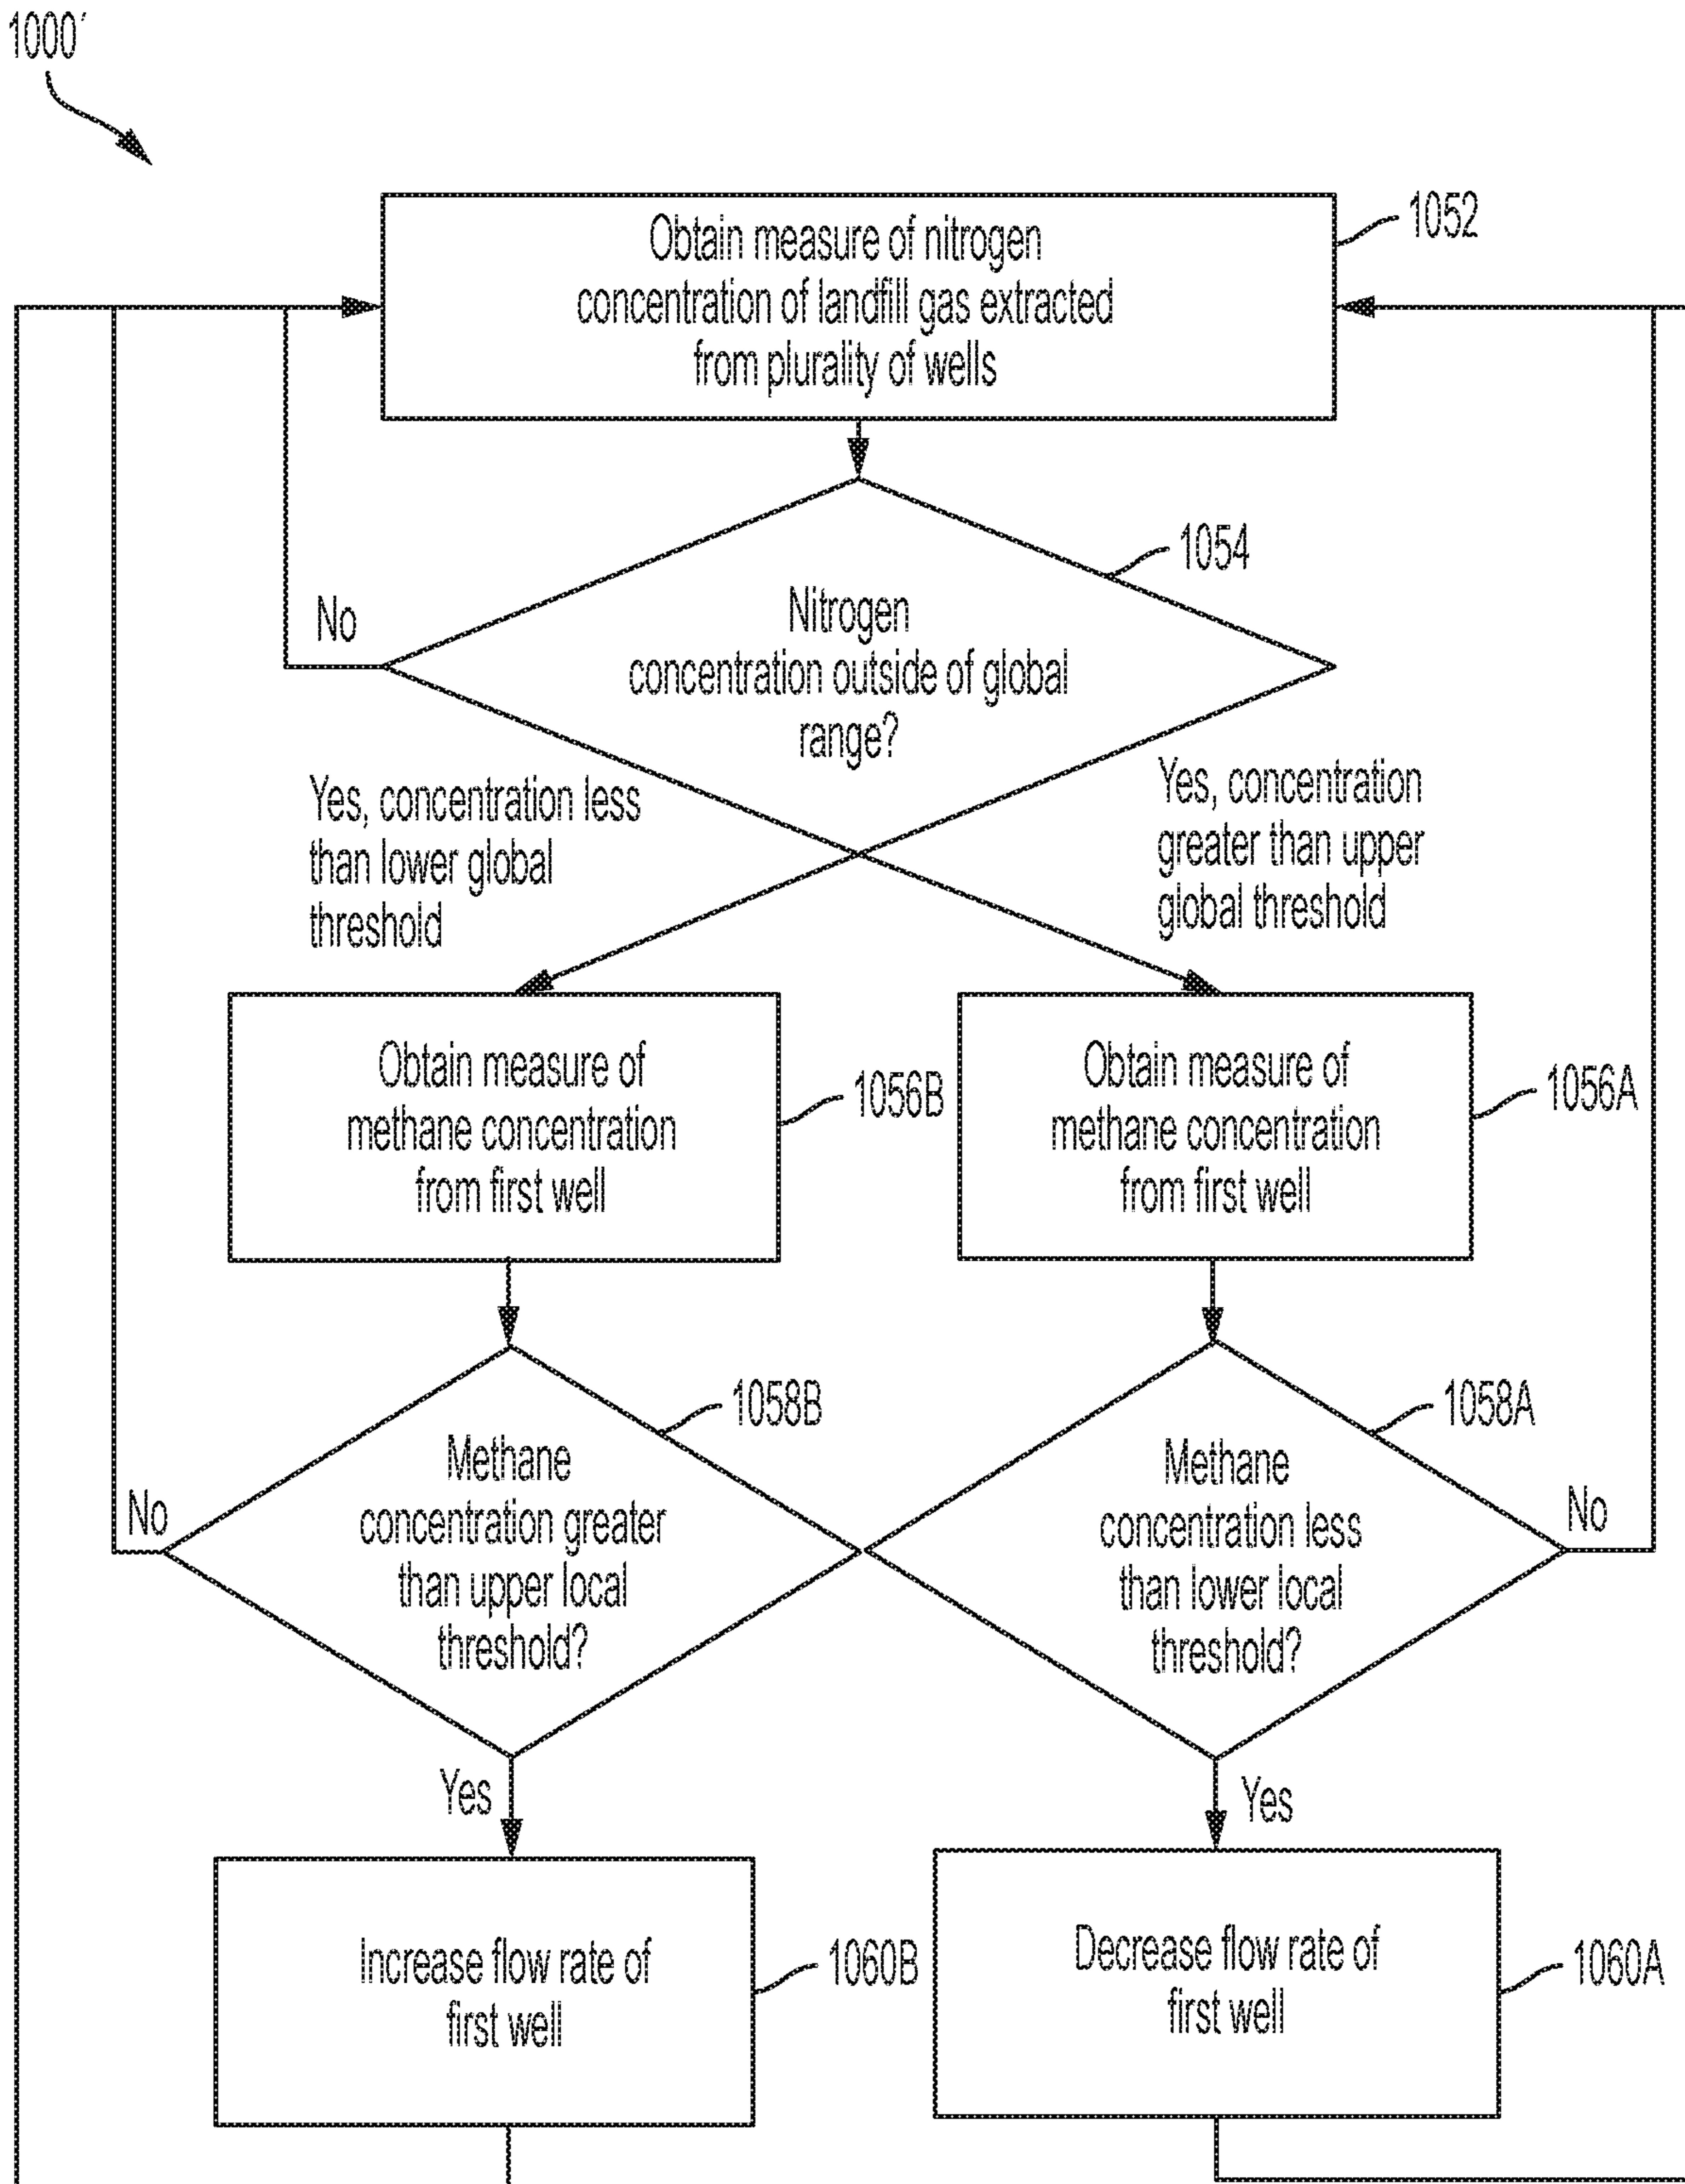 1000′
Obtain measure of nitrogen
concentration of landfill gas extracted
from plurality of wells
1052
1054
No
Nitrogen
concentration outside of global
range?
Yes, concentration less
than lower global
threshold
Yes, concentration
greater than upper
global threshold
Obtain measure of
methane concentration
from first well
1056B
Obtain measure of
methane concentration
from first well
1056A
1058B
Methane
concentration greater
than upper local
threshold?
No
1058A
Methane
concentration less
than lower local
threshold?
No
Yes
Yes
Increase flow rate of
first well
1060B
Decrease flow rate of
first well
1060A